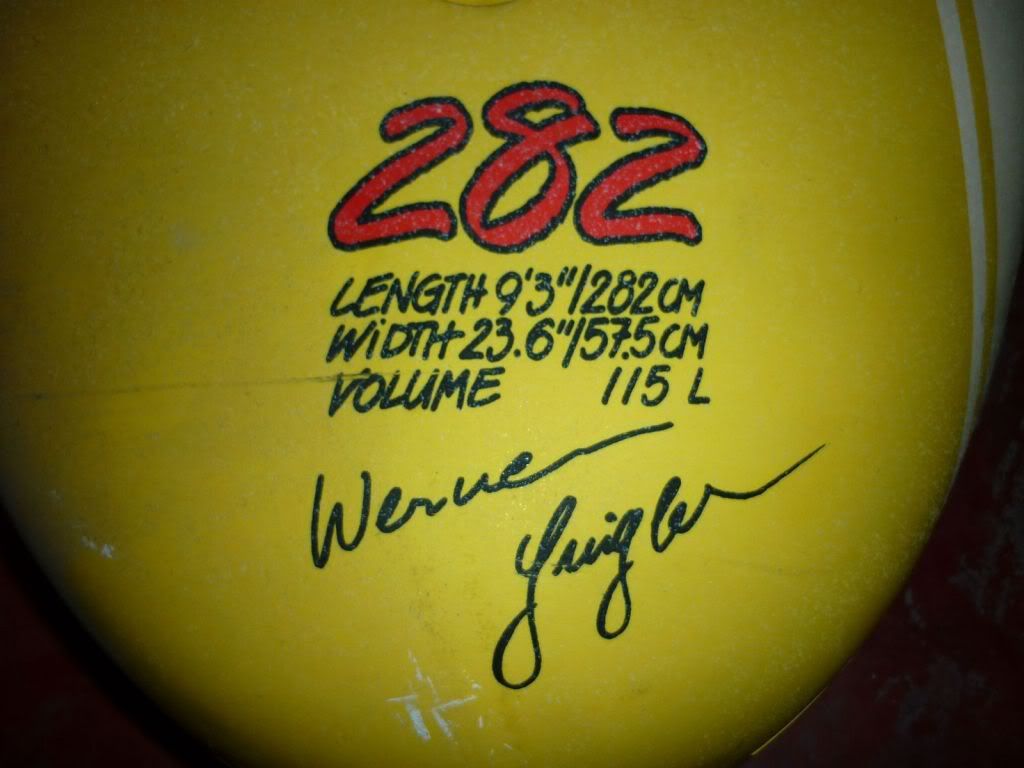 282
LENGTH 9'3"/282CM
WIDTH 23.6"/57.5CM
VOLUME 115 L
Werner